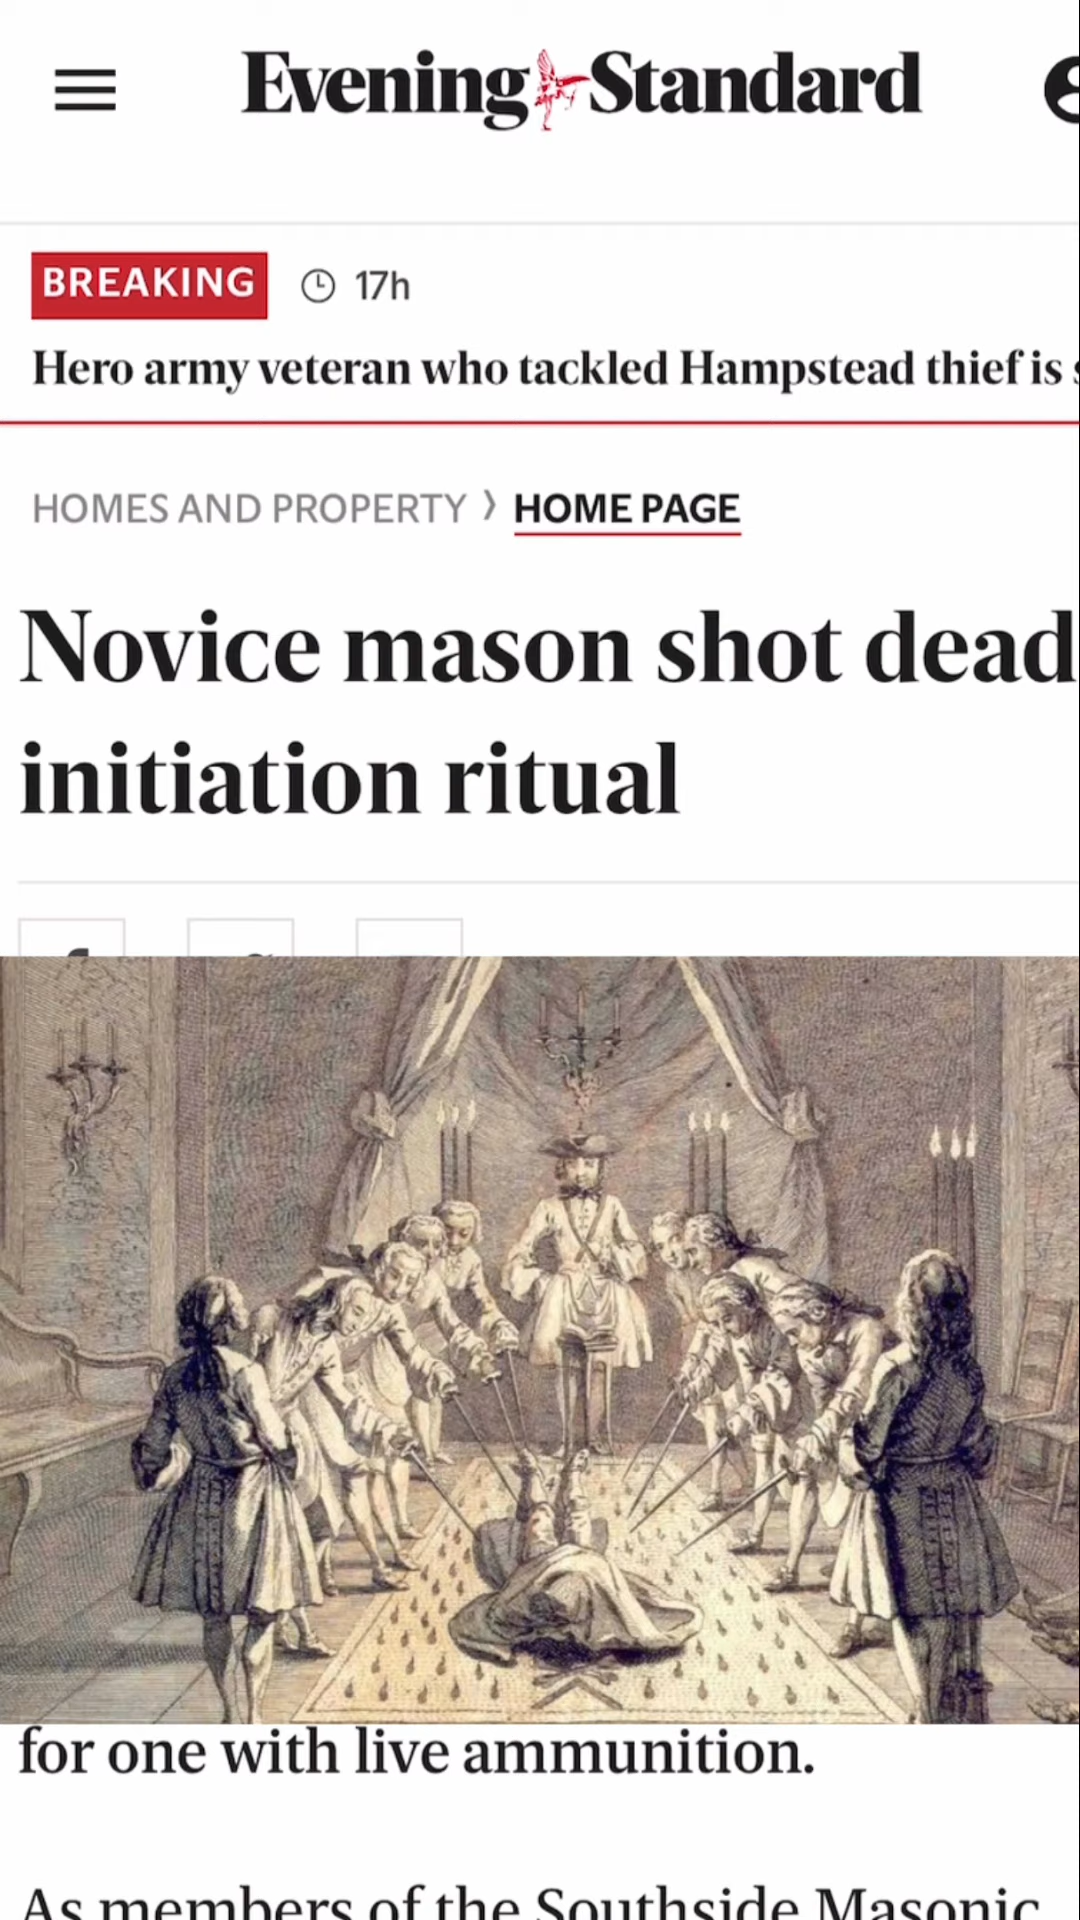 Evening Standard
BREAKING 17h
Hero army veteran who tackled Hampstead thief is
HOMES AND PROPERTY › HOME PAGE
Novice mason shot dead
initiation ritual
for one with live ammunition.
As members of the Southside Masonic